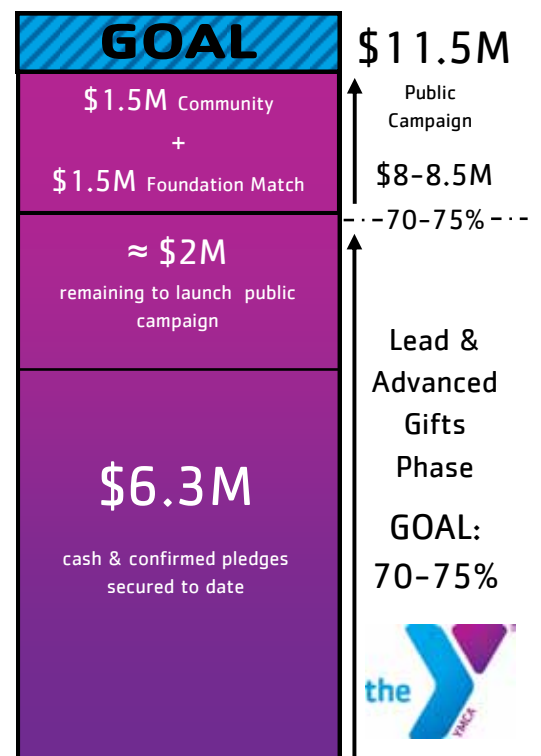 GOAL
$1.5M Community
+
$1.5M Foundation Match
≈ $2M
remaining to launch public
campaign
$6.3M
cash & confirmed pledges
secured to date
$11.5M
Public
Campaign
$8-8.5M
70-75%
Lead &
Advanced
Gifts
Phase
GOAL:
70-75%
the
YMCA